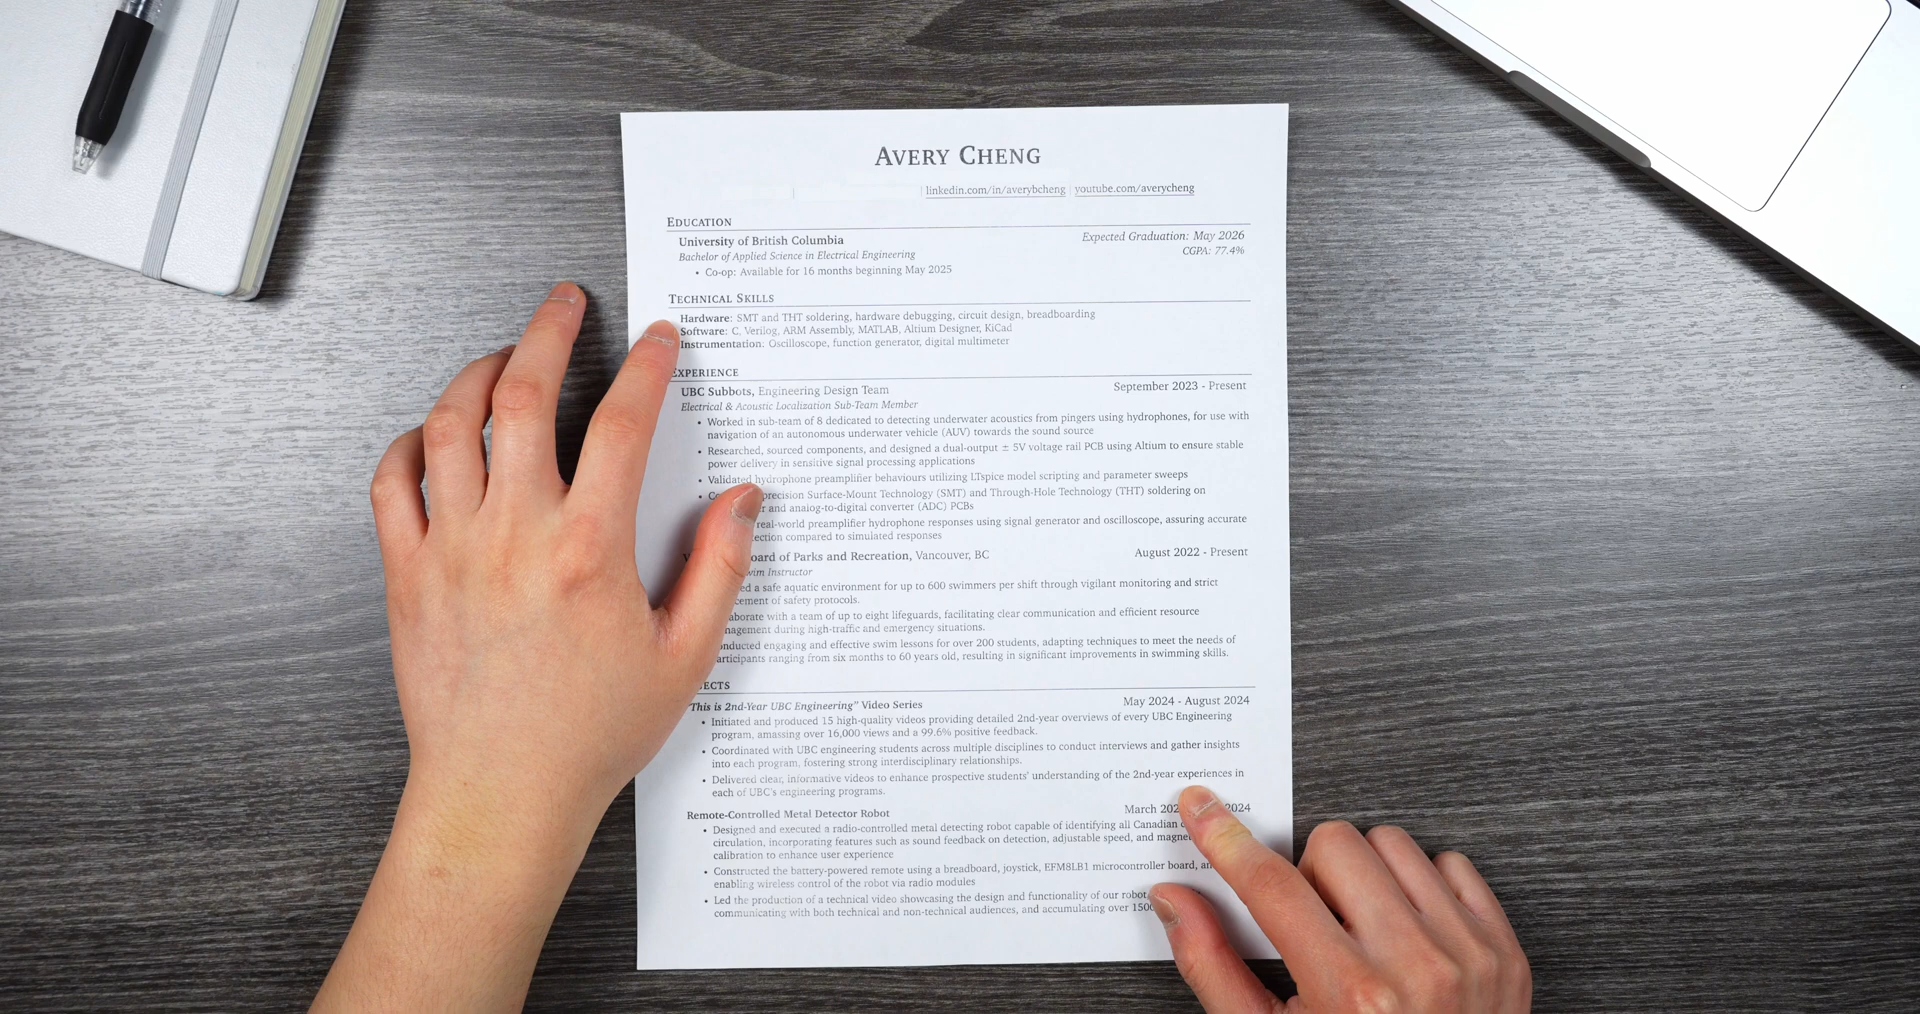 AVERY CHENG
linkedin.com/in/averybcheng | youtube.com/averycheng
EDUCATION
University of British Columbia
Expected Graduation: May 2026
Bachelor of Applied Science in Electrical Engineering
CGPA: 77.4%
• Co-op: Available for 16 months beginning May 2025
TECHNICAL SKILLS
Hardware: SMT and THT soldering, hardware debugging, circuit design, breadboarding
Software: C, Verilog, ARM Assembly, MATLAB, Altium Designer, KiCad
Instrumentation: Oscilloscope, function generator, digital multimeter
EXPERIENCE
UBC Subbots, Engineering Design Team
September 2023 - Present
Electrical & Acoustic Localization Sub-Team Member
• Worked in sub-team of 8 dedicated to detecting underwater acoustics from pingers using hydrophones, for use with
navigation of an autonomous underwater vehicle (AUV) towards the sound source
• Researched, sourced components, and designed a dual-output ± 5V voltage rail PCB using Altium to ensure stable
power delivery in sensitive signal processing applications
• Validated hydrophone preamplifier behaviours utilizing LTspice model scripting and parameter sweeps
• precision Surface-Mount Technology (SMT) and Through-Hole Technology (THT) soldering on
and analog-to-digital converter (ADC) PCBs
real-world preamplifier hydrophone responses using signal generator and oscilloscope, assuring accurate
compared to simulated responses
of Parks and Recreation, Vancouver, BC
August 2022 - Present
Instructor
a safe aquatic environment for up to 600 swimmers per shift through vigilant monitoring and strict
of safety protocols.
with a team of up to eight lifeguards, facilitating clear communication and efficient resource
during high-traffic and emergency situations.
engaging and effective swim lessons for over 200 students, adapting techniques to meet the needs of
participants ranging from six months to 60 years old, resulting in significant improvements in swimming skills.
"This is 2nd-Year UBC Engineering" Video Series
May 2024 - August 2024
• Initiated and produced 15 high-quality videos providing detailed 2nd-year overviews of every UBC Engineering
program, amassing over 16,000 views and a 99.6% positive feedback.
• Coordinated with UBC engineering students across multiple disciplines to conduct interviews and gather insights
into each program, fostering strong interdisciplinary relationships.
• Delivered clear, informative videos to enhance prospective students' understanding of the 2nd-year experiences in
each of UBC's engineering programs.
Remote-Controlled Metal Detector Robot
March 2024
• Designed and executed a radio-controlled metal detecting robot capable of identifying all Canadian
circulation, incorporating features such as sound feedback on detection, adjustable speed, and
calibration to enhance user experience
• Constructed the battery-powered remote using a breadboard, joystick, EFM8LB1 microcontroller board,
enabling wireless control of the robot via radio modules
• Led the production of a technical video showcasing the design and functionality of our robot
communicating with both technical and non-technical audiences, and accumulating over